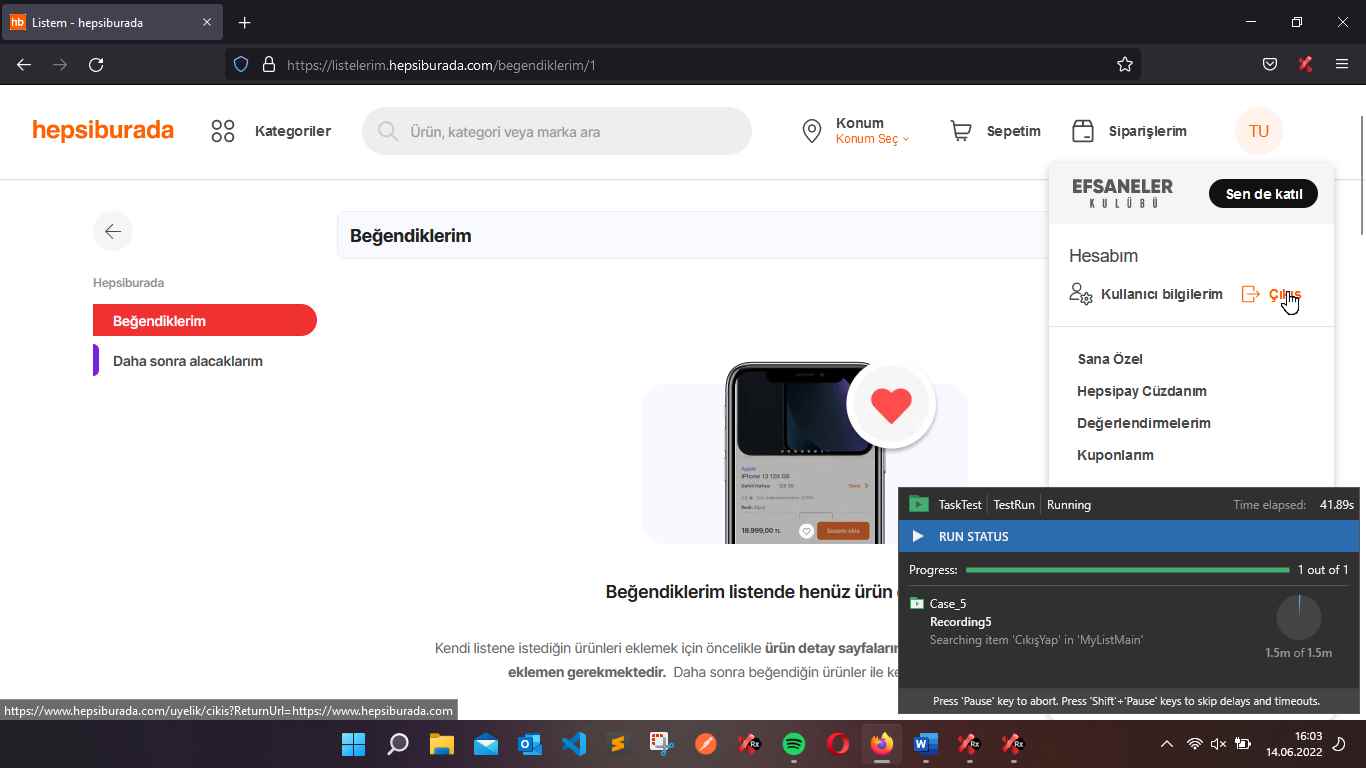 hb Listem - hepsiburada
https://listelerim.hepsiburada.com/begendiklerim/1
hepsiburada
Kategoriler
Ürün, kategori veya marka ara
Konum
Konum Seç
Sepetim
Siparişlerim
TU
EFSANELER
KULÜBÜ
Sen de katıl
Hesabım
Kullanıcı bilgilerim
Çıkış
Sana Özel
Hepsipay Cüzdanım
Değerlendirmelerim
Kuponlarım
Beğendiklerim
Hepsiburada
Beğendiklerim
Daha sonra alacaklarım
Apple
iPhone 13 128 GB
18.999,00 TL
Sepete ekle
Beğendiklerim listende henüz ürün
Kendi listene istediğin ürünleri eklemek için öncelikle ürün detay sayfaların
eklemen gerekmektedir. Daha sonra beğendiğin ürünler ile ke
TaskTest TestRun Running
Time elapsed: 41.89s
RUN STATUS
Progress: 1 out of 1
Case_5
Recording5
Searching item 'CıkışYap' in 'MyListMain'
1.5m of 1.5m
Press 'Pause' key to abort. Press 'Shift'+'Pause' keys to skip delays and timeouts.
https://www.hepsiburada.com/uyelik/cikis?ReturnUrl=https://www.hepsiburada.com
16:03
14.06.2022